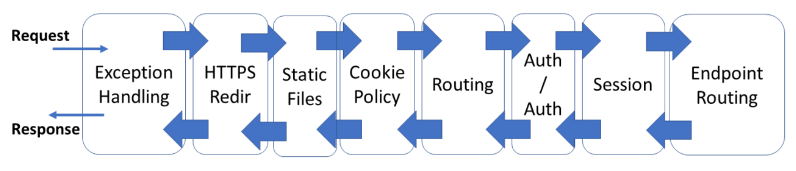 Request
Response
Exception
Handling
HTTPS
Redir
Static
Files
Cookie
Policy
Routing
Auth
/
Auth
Session
Endpoint
Routing